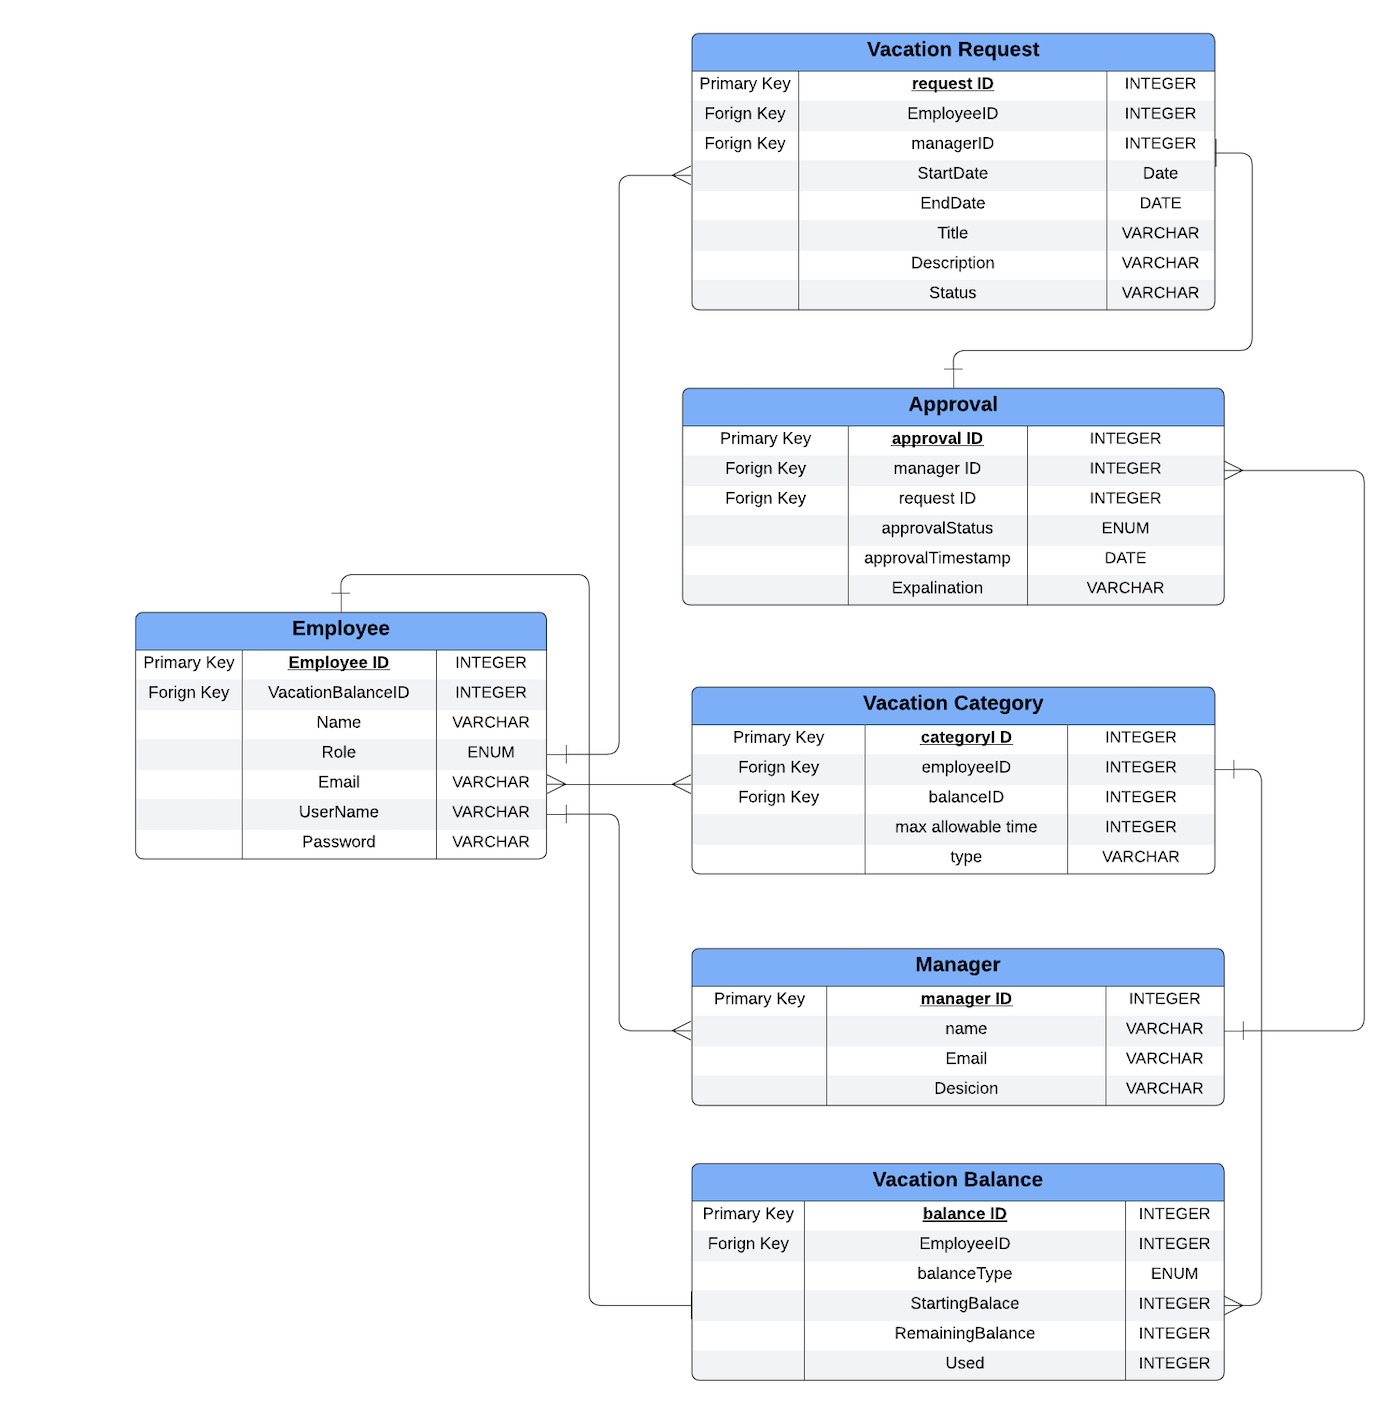 Vacation Request
Primary Key request ID INTEGER
Forign Key EmployeeID INTEGER
Forign Key managerID INTEGER
StartDate Date
EndDate DATE
Title VARCHAR
Description VARCHAR
Status VARCHAR
Approval
Primary Key approval ID INTEGER
Forign Key manager ID INTEGER
Forign Key request ID INTEGER
approvalStatus ENUM
approvalTimestamp DATE
Expalination VARCHAR
Employee
Primary Key Employee ID INTEGER
Forign Key VacationBalanceID INTEGER
Name VARCHAR
Role ENUM
Email VARCHAR
UserName VARCHAR
Password VARCHAR
Vacation Category
Primary Key categoryI D INTEGER
Forign Key employeeID INTEGER
Forign Key balanceID INTEGER
max allowable time INTEGER
type VARCHAR
Manager
Primary Key manager ID INTEGER
name VARCHAR
Email VARCHAR
Desicion VARCHAR
Vacation Balance
Primary Key balance ID INTEGER
Forign Key EmployeeID INTEGER
balanceType ENUM
StartingBalace INTEGER
RemainingBalance INTEGER
Used INTEGER